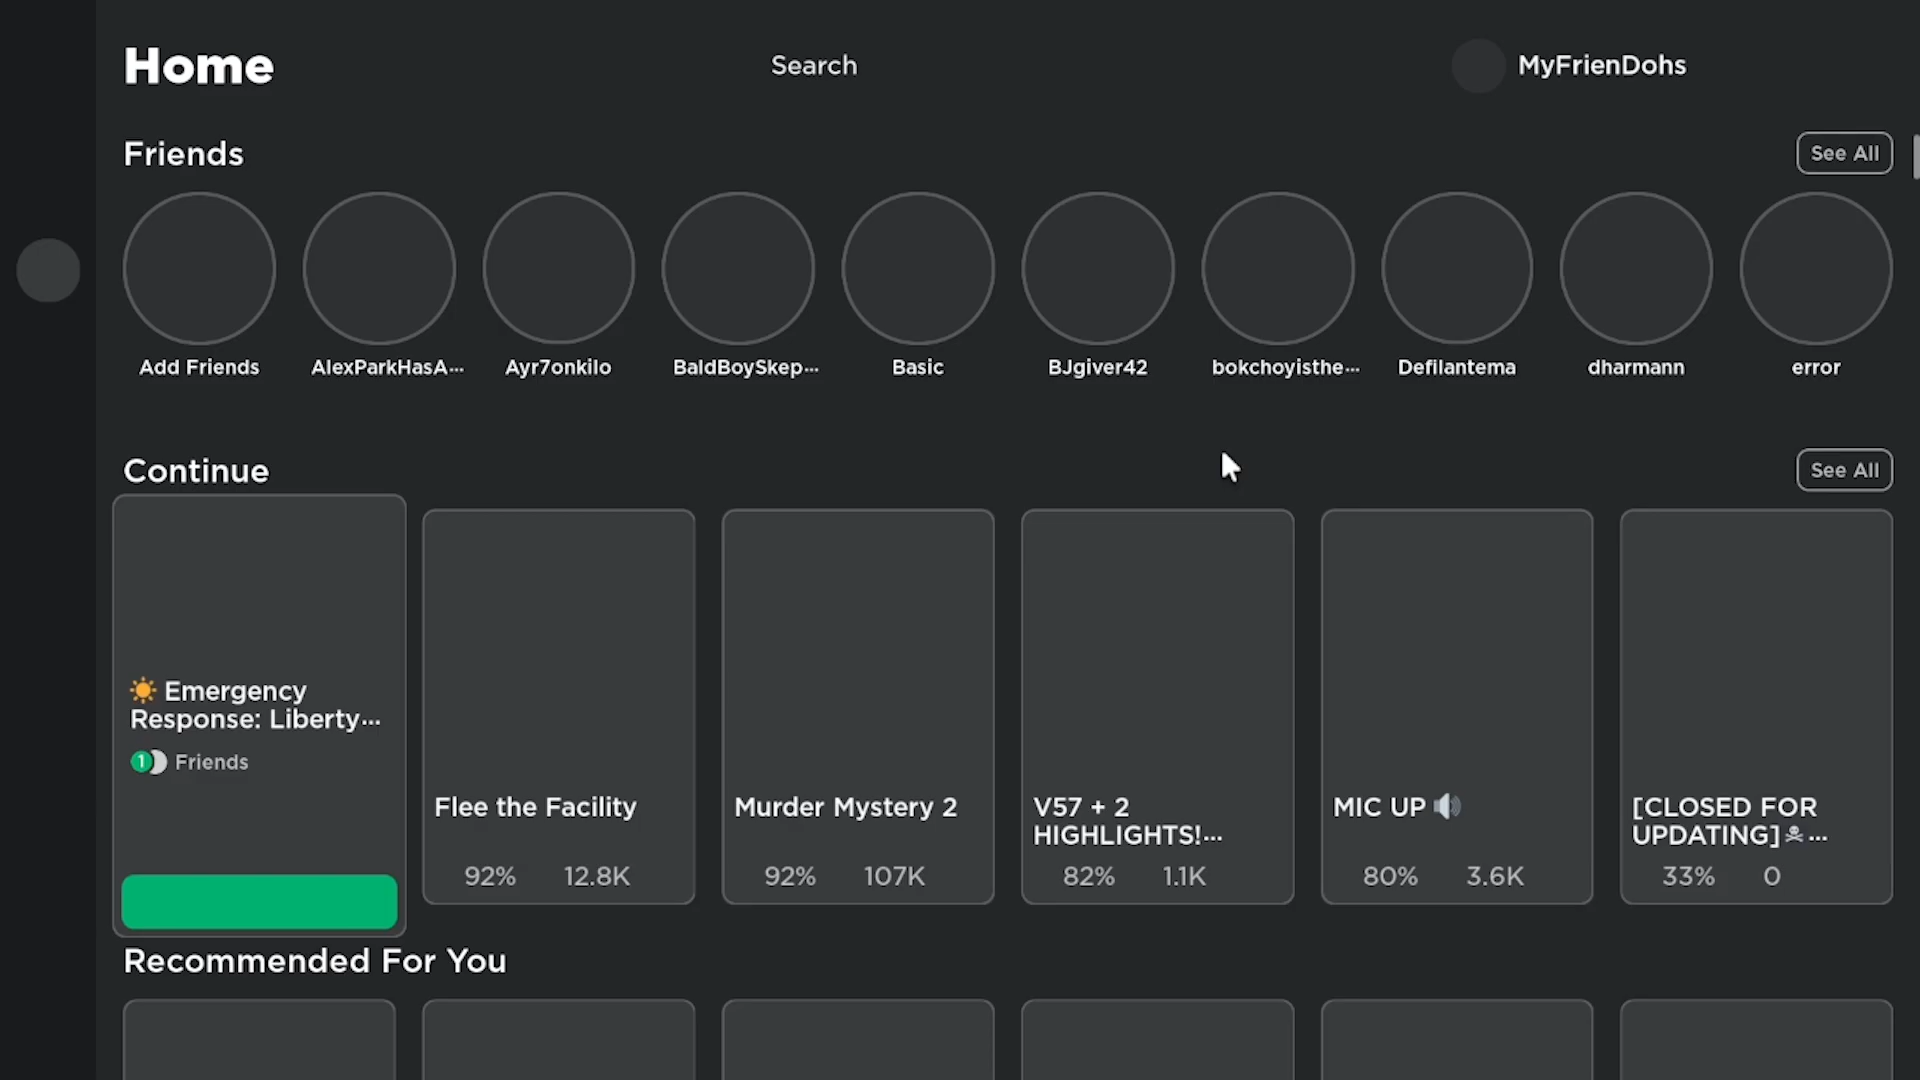 Home
Search
MyFrienDohs
Friends
See All
Add Friends
AlexParkHasA...
Ayr7onkilo
BaldBoySkep...
Basic
BJgiver42
bokchoyisthe...
Defilantema
dharmann
error
Continue
See All
☀️ Emergency
Response: Liberty...
1 Friends
Flee the Facility
92% 12.8K
Murder Mystery 2
92% 107K
V57 + 2
HIGHLIGHTS!...
82% 1.1K
MIC UP 🔊
80% 3.6K
[CLOSED FOR
UPDATING]☠...
33% 0
Recommended For You